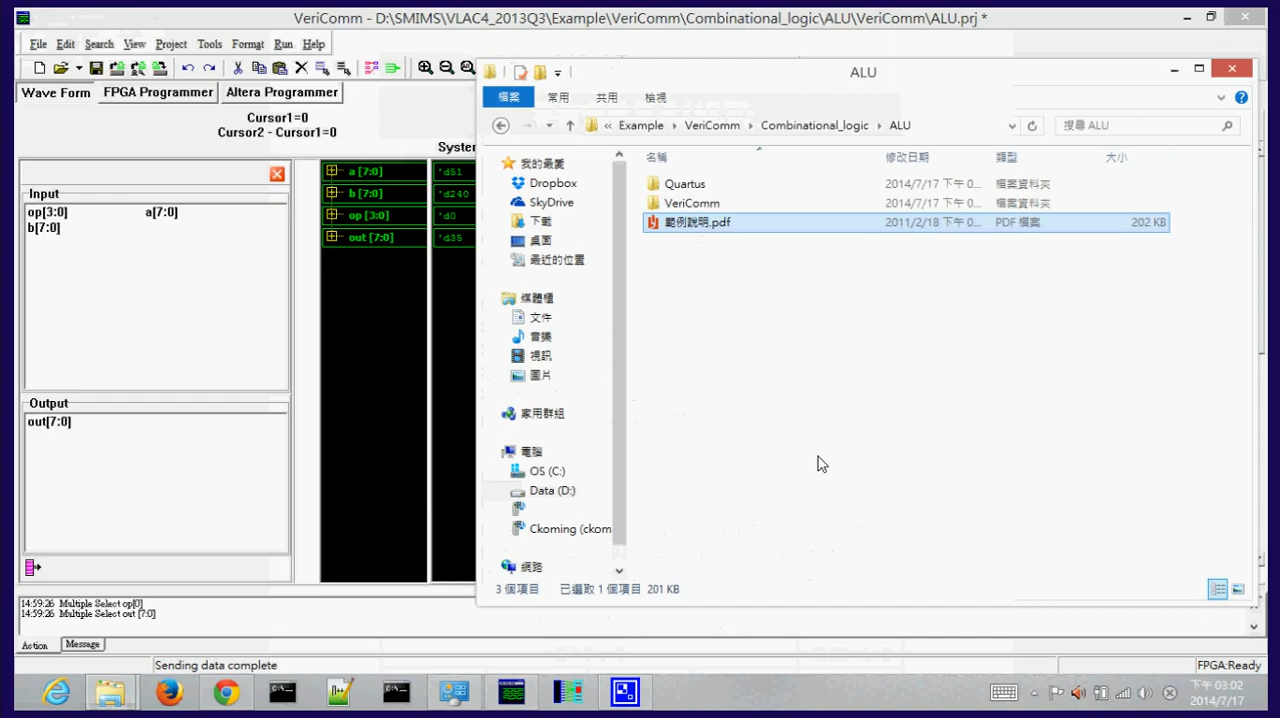 VeriComm - D:\SMIMS\VLAC4_2013Q3\Example\VeriComm\Combinational_logic\ALU\VeriComm\ALU.prj *
File Edit Search View Project Tools Format Run Help
Wave Form FPGA Programmer Altera Programmer
Cursor1=0
Cursor2 - Cursor1=0
Syste
Input
op[3:0] a[7:0]
b[7:0]
Output
out[7:0]
a [7:0] 'd51
b [7:0] 'd240
op [3:0] 'd0
out [7:0] 'd35
ALU
檔案 常用 共用 檢視
« Example VeriComm Combinational_logic ALU 搜尋 ALU
名稱 修改日期 類型 大小
Quartus 2014/7/17 下午 0... 檔案資料夾
VeriComm 2014/7/17 下午 0... 檔案資料夾
範例說明.pdf 2011/2/18 下午 0... PDF 檔案 202 KB
我的最愛
Dropbox
SkyDrive
下載
桌面
最近的位置
媒體櫃
文件
音樂
視訊
圖片
家用群組
電腦
OS (C:)
Data (D:)
Ckoming (ckom
網路
3 個項目 已選取 1 個項目 201 KB
14:59:26 Multiple Select op[0]
14:59:26 Multiple Select out [7:0]
Action Message
Sending data complete FPGA:Ready
下午 03:02
2014/7/17